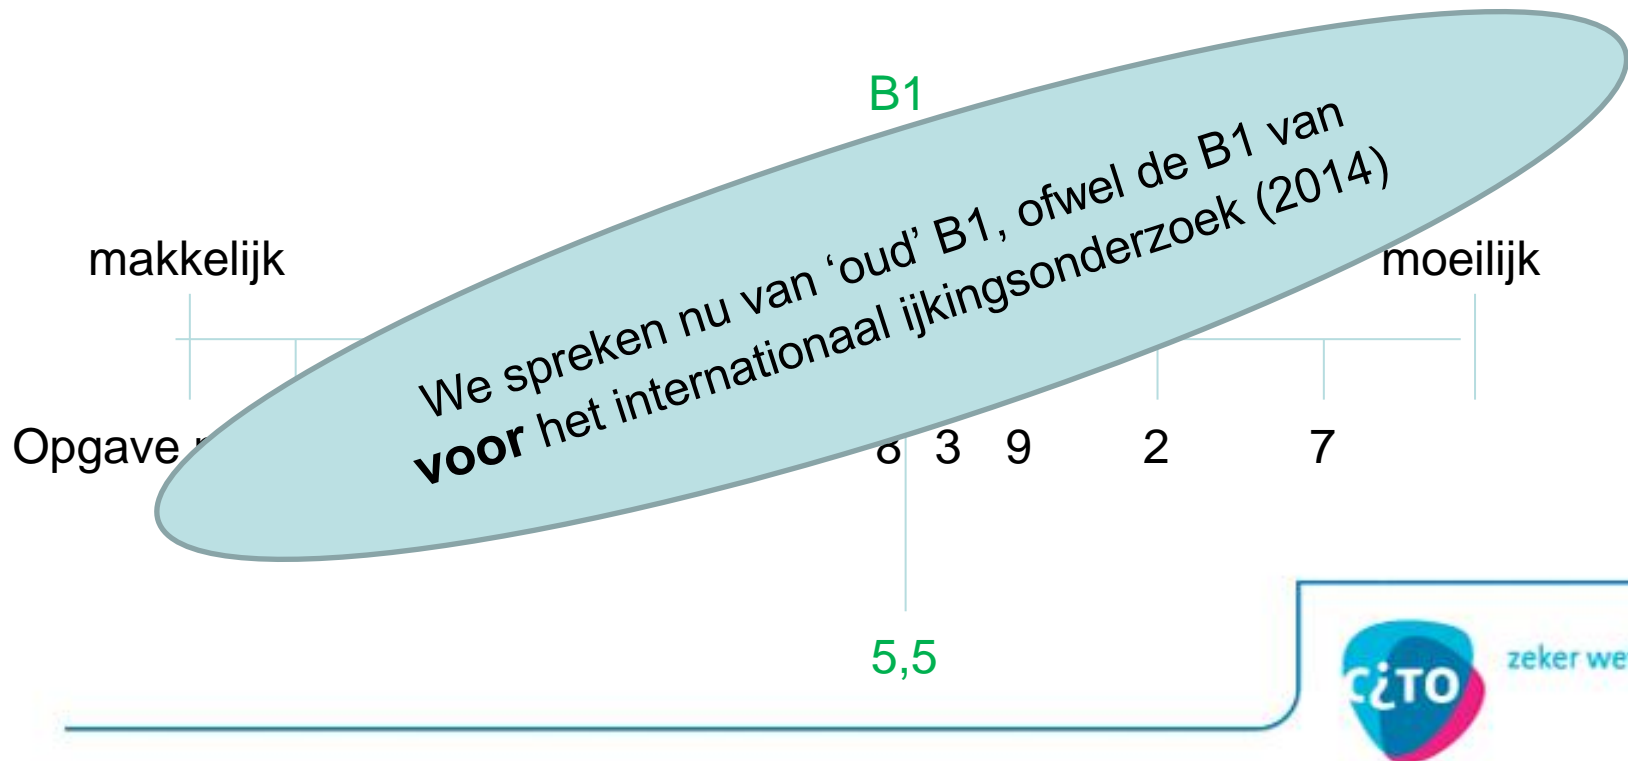 B1
We spreken nu van ‘oud’ B1, ofwel de B1 van
voor het internationaal ijkingsonderzoek (2014)
makkelijk
moeilijk
Opgave
8 3 9 2 7
5,5
cito
zeker